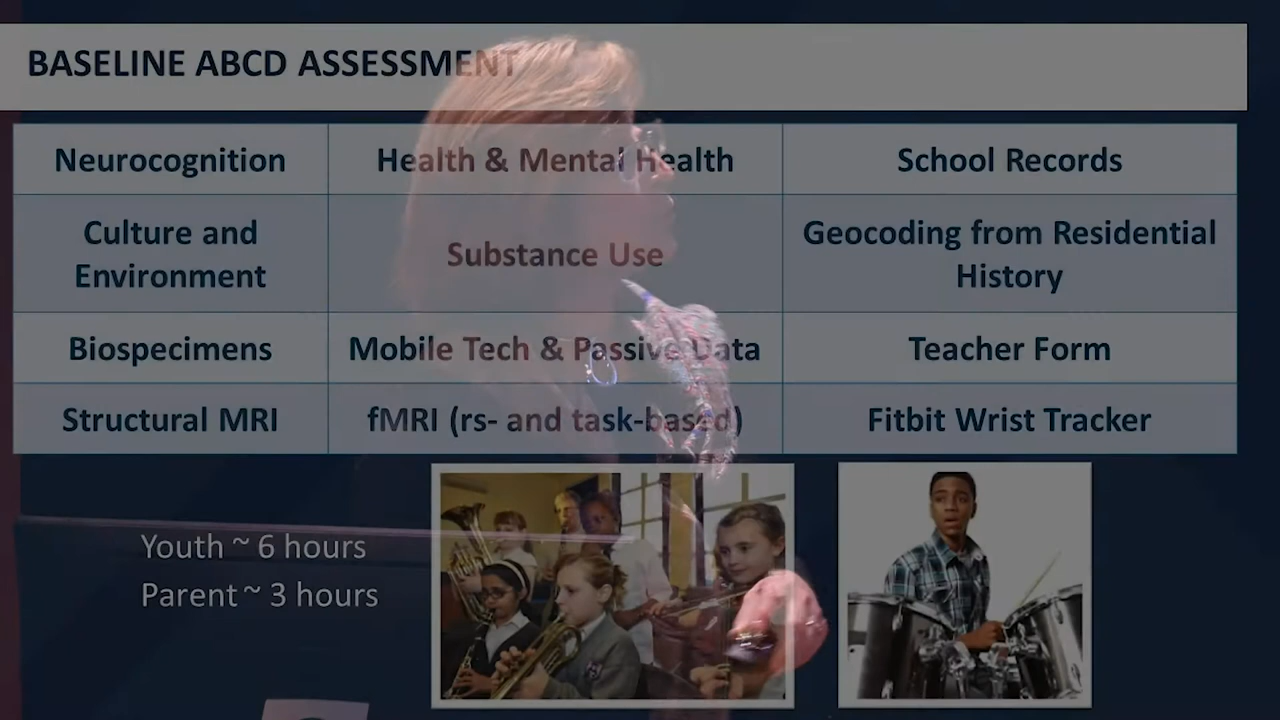 BASELINE ABCD ASSESSMENT
Neurocognition
Health & Mental Health
School Records
Culture and
Environment
Substance Use
Geocoding from Residential
History
Biospecimens
Mobile Tech & Passive Data
Teacher Form
Structural MRI
fMRI (rs- and task-based)
Fitbit Wrist Tracker
Youth ~ 6 hours
Parent ~ 3 hours